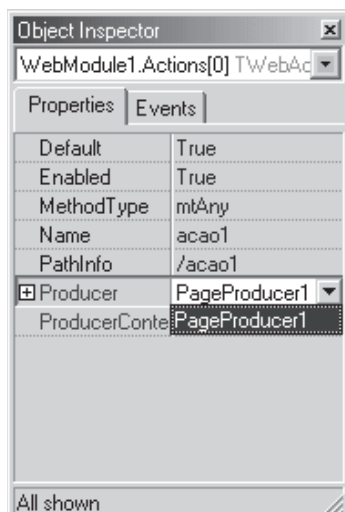 Object Inspector
WebModule1.Actions[0] TWebAc
Properties Events
Default True
Enabled True
MethodType mtAny
Name acao1
PathInfo /acao1
Producer PageProducer1
ProducerConte PageProducer1
All shown